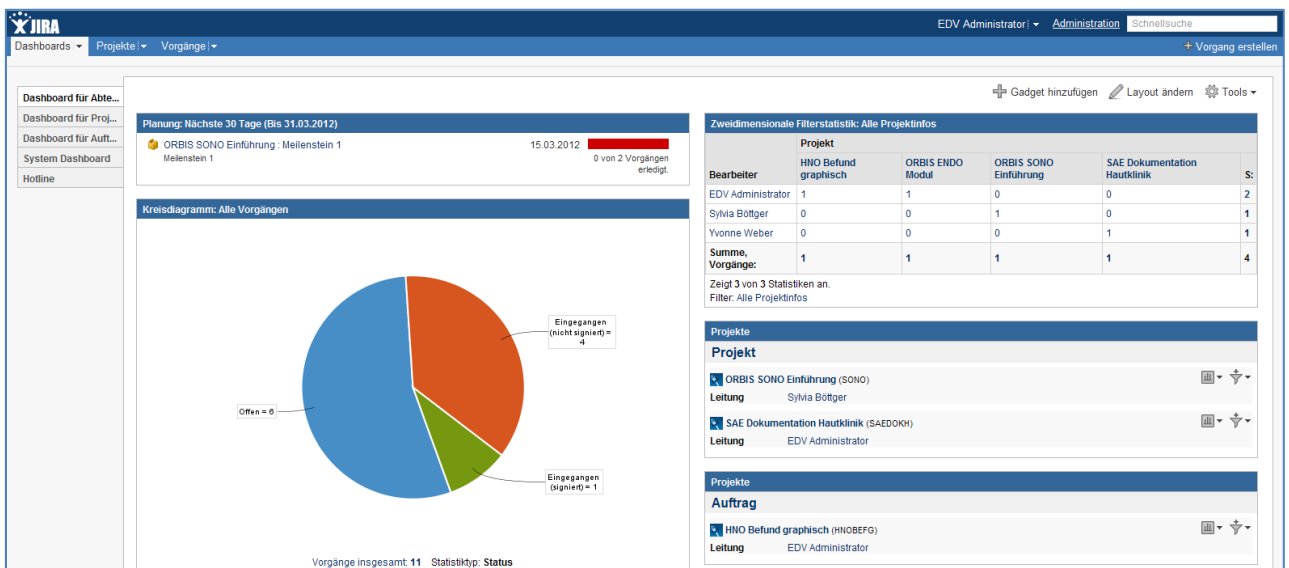 JIRA
EDV Administrator Administration Schnellsuche
Dashboards Projekte Vorgänge + Vorgang erstellen
Gadget hinzufügen Layout ändern Tools
Dashboard für Abte...
Dashboard für Proj...
Dashboard für Auft...
System Dashboard
Hotline
Planung: Nächste 30 Tage (Bis 31.03.2012)
ORBIS SONO Einführung : Meilenstein 1 15.03.2012
Meilenstein 1 0 von 2 Vorgängen
erledigt.
Kreisdiagramm: Alle Vorgängen
Eingegangen
(nicht signiert) =
4
Offen = 6
Eingegangen
(signiert) = 1
Vorgänge insgesamt: 11 Statistiktyp: Status
Zweidimensionale Filterstatistik: Alle Projektinfos
Projekt
Bearbeiter HNO Befund graphisch ORBIS ENDO Modul ORBIS SONO Einführung SAE Dokumentation Hautklinik S:
EDV Administrator 1 1 0 0 2
Sylvia Böttger 0 0 1 0 1
Yvonne Weber 0 0 0 1 1
Summe, Vorgänge: 1 1 1 1 4
Zeigt 3 von 3 Statistiken an.
Filter: Alle Projektinfos
Projekte
Projekt
ORBIS SONO Einführung (SONO)
Leitung Sylvia Böttger
SAE Dokumentation Hautklinik (SAEDOKH)
Leitung EDV Administrator
Projekte
Auftrag
HNO Befund graphisch (HNOBEFG)
Leitung EDV Administrator